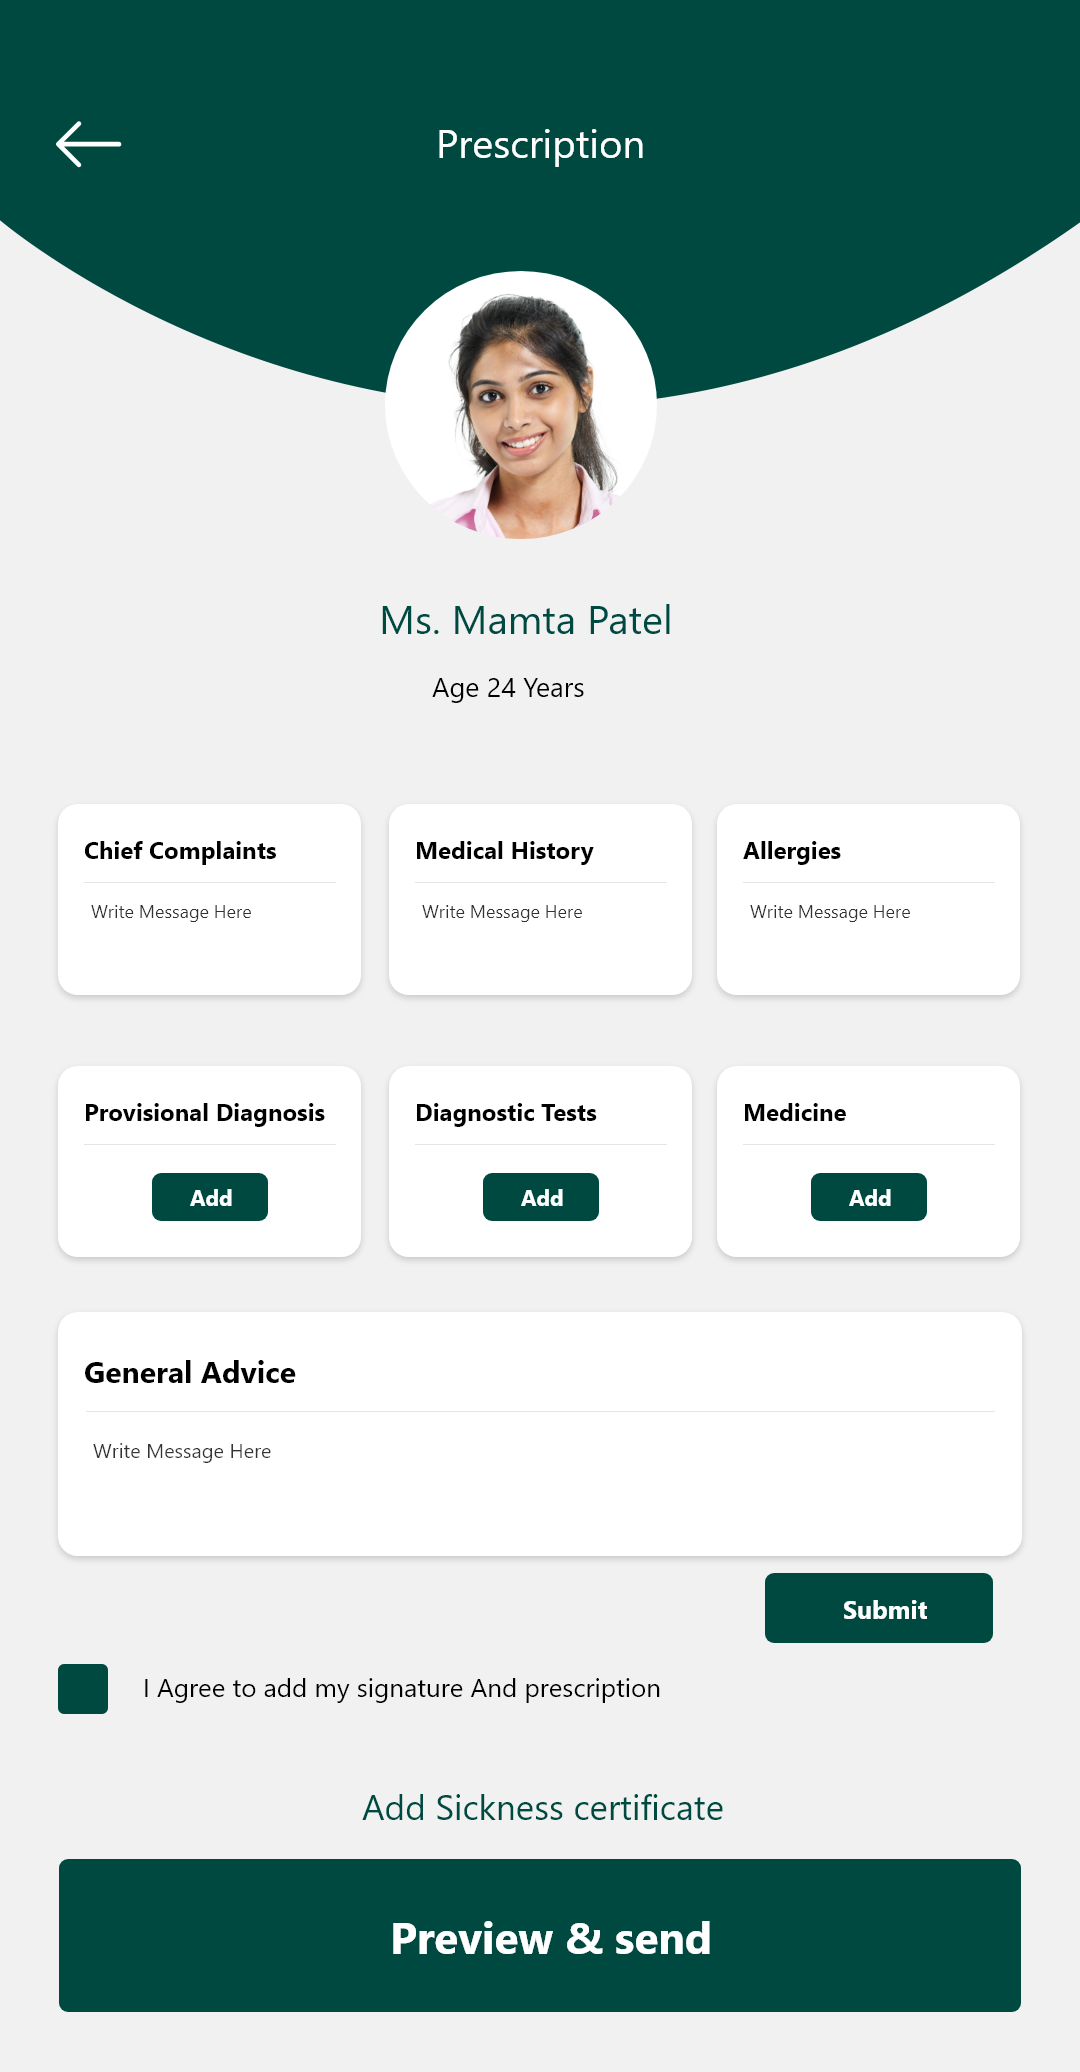 Prescription
Ms. Mamta Patel
Age 24 Years
Chief Complaints
Write Message Here
Medical History
Write Message Here
Allergies
Write Message Here
Provisional Diagnosis
Add
Diagnostic Tests
Add
Medicine
Add
General Advice
Write Message Here
Submit
I Agree to add my signature And prescription
Add Sickness certificate
Preview & send